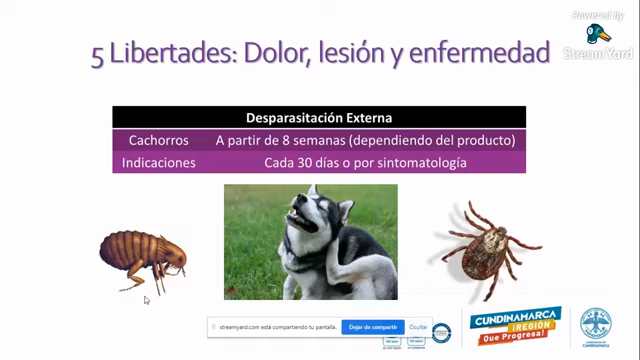 Powered by
StreamYard
5 Libertades: Dolor, lesión y enfermedad
Desparasitación Externa
Cachorros A partir de 8 semanas (dependiendo del producto)
Indicaciones Cada 30 días o por sintomatología
streamyard.com está compartiendo tu pantalla.
Dejar de compartir
Ocultar
CUNDINAMARCA
¡REGIÓN
Que Progresa!